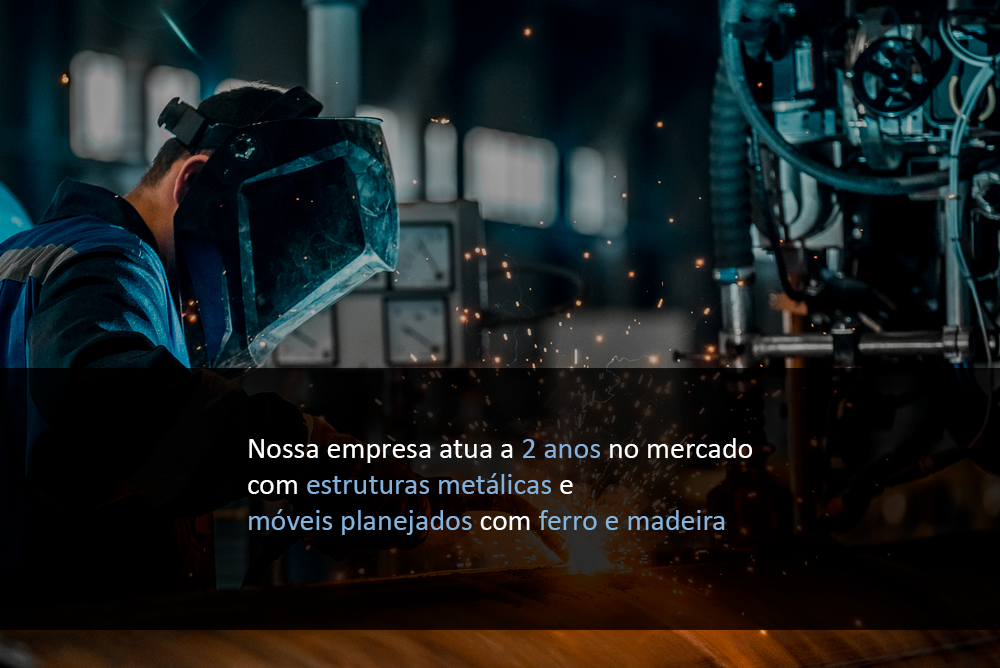 Nossa empresa atua a 2 anos no mercado
com estruturas metálicas e
móveis planejados com ferro e madeira